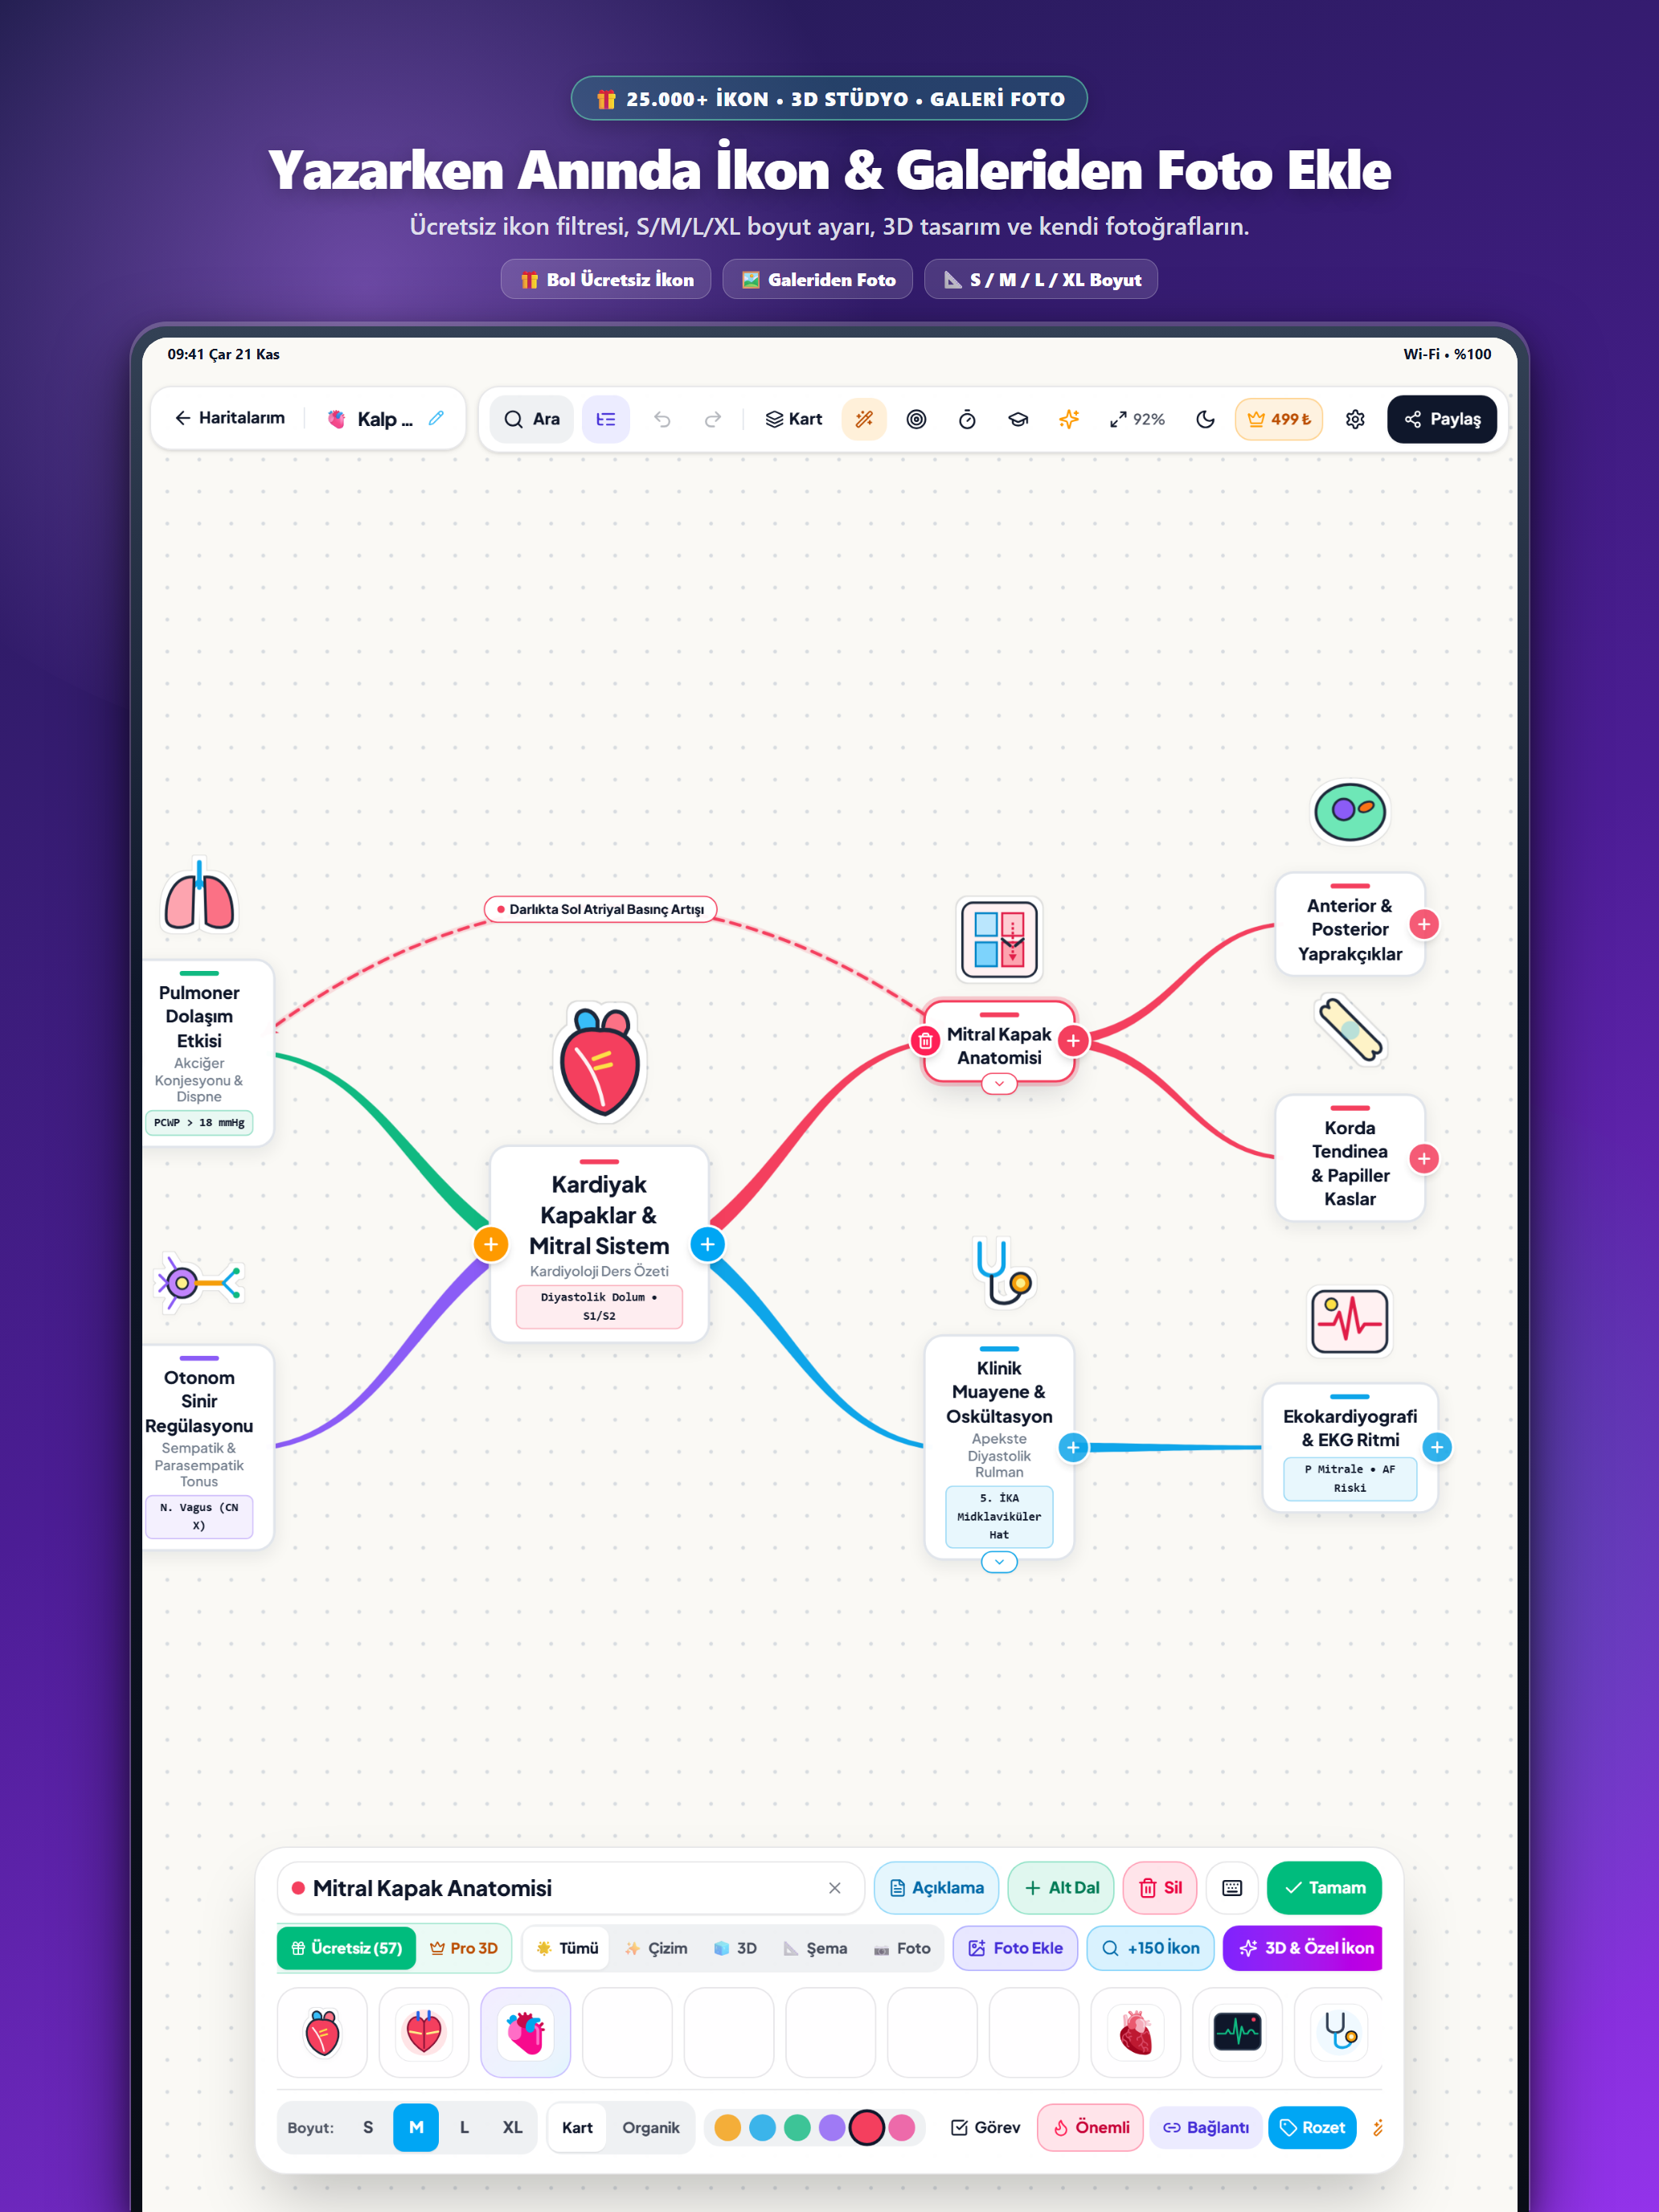 25.000+ İKON • 3D STÜDYO • GALERİ FOTO
Yazarken Anında İkon & Galeriden Foto Ekle
Ücretsiz ikon filtresi, S/M/L/XL boyut ayarı, 3D tasarım ve kendi fotoğrafların.
Bol Ücretsiz İkon
Galeriden Foto
S / M / L / XL Boyut
09:41 Çar 21 Kas
Wi-Fi • %100
Haritalarım
Kalp ...
Ara
Kart
92%
499 ₺
Paylaş
Darlıkta Sol Atriyal Basınç Artışı
Pulmoner
Dolaşım
Etkisi
Akciğer
Konjesyonu &
Dispne
PCWP > 18 mmHg
Otonom
Sinir
Regülasyonu
Sempatik &
Parasempatik
Tonus
N. Vagus (CN
X)
Kardiyak
Kapaklar &
Mitral Sistem
Kardiyoloji Ders Özeti
Diyastolik Dolum •
S1/S2
Mitral Kapak
Anatomisi
Anterior &
Posterior
Yaprakçıklar
Korda
Tendinea
& Papiller
Kaslar
Klinik
Muayene &
Oskültasyon
Apekste
Diyastolik
Rulman
5. İKA
Midklaviküler
Hat
Ekokardiyografi
& EKG Ritmi
P Mitrale • AF
Riski
Mitral Kapak Anatomisi
Açıklama
Alt Dal
Sil
Tamam
Ücretsiz (57)
Pro 3D
Tümü
Çizim
3D
Şema
Foto
Foto Ekle
+150 İkon
3D & Özel İkon
Boyut:
S
M
L
XL
Kart
Organik
Görev
Önemli
Bağlantı
Rozet